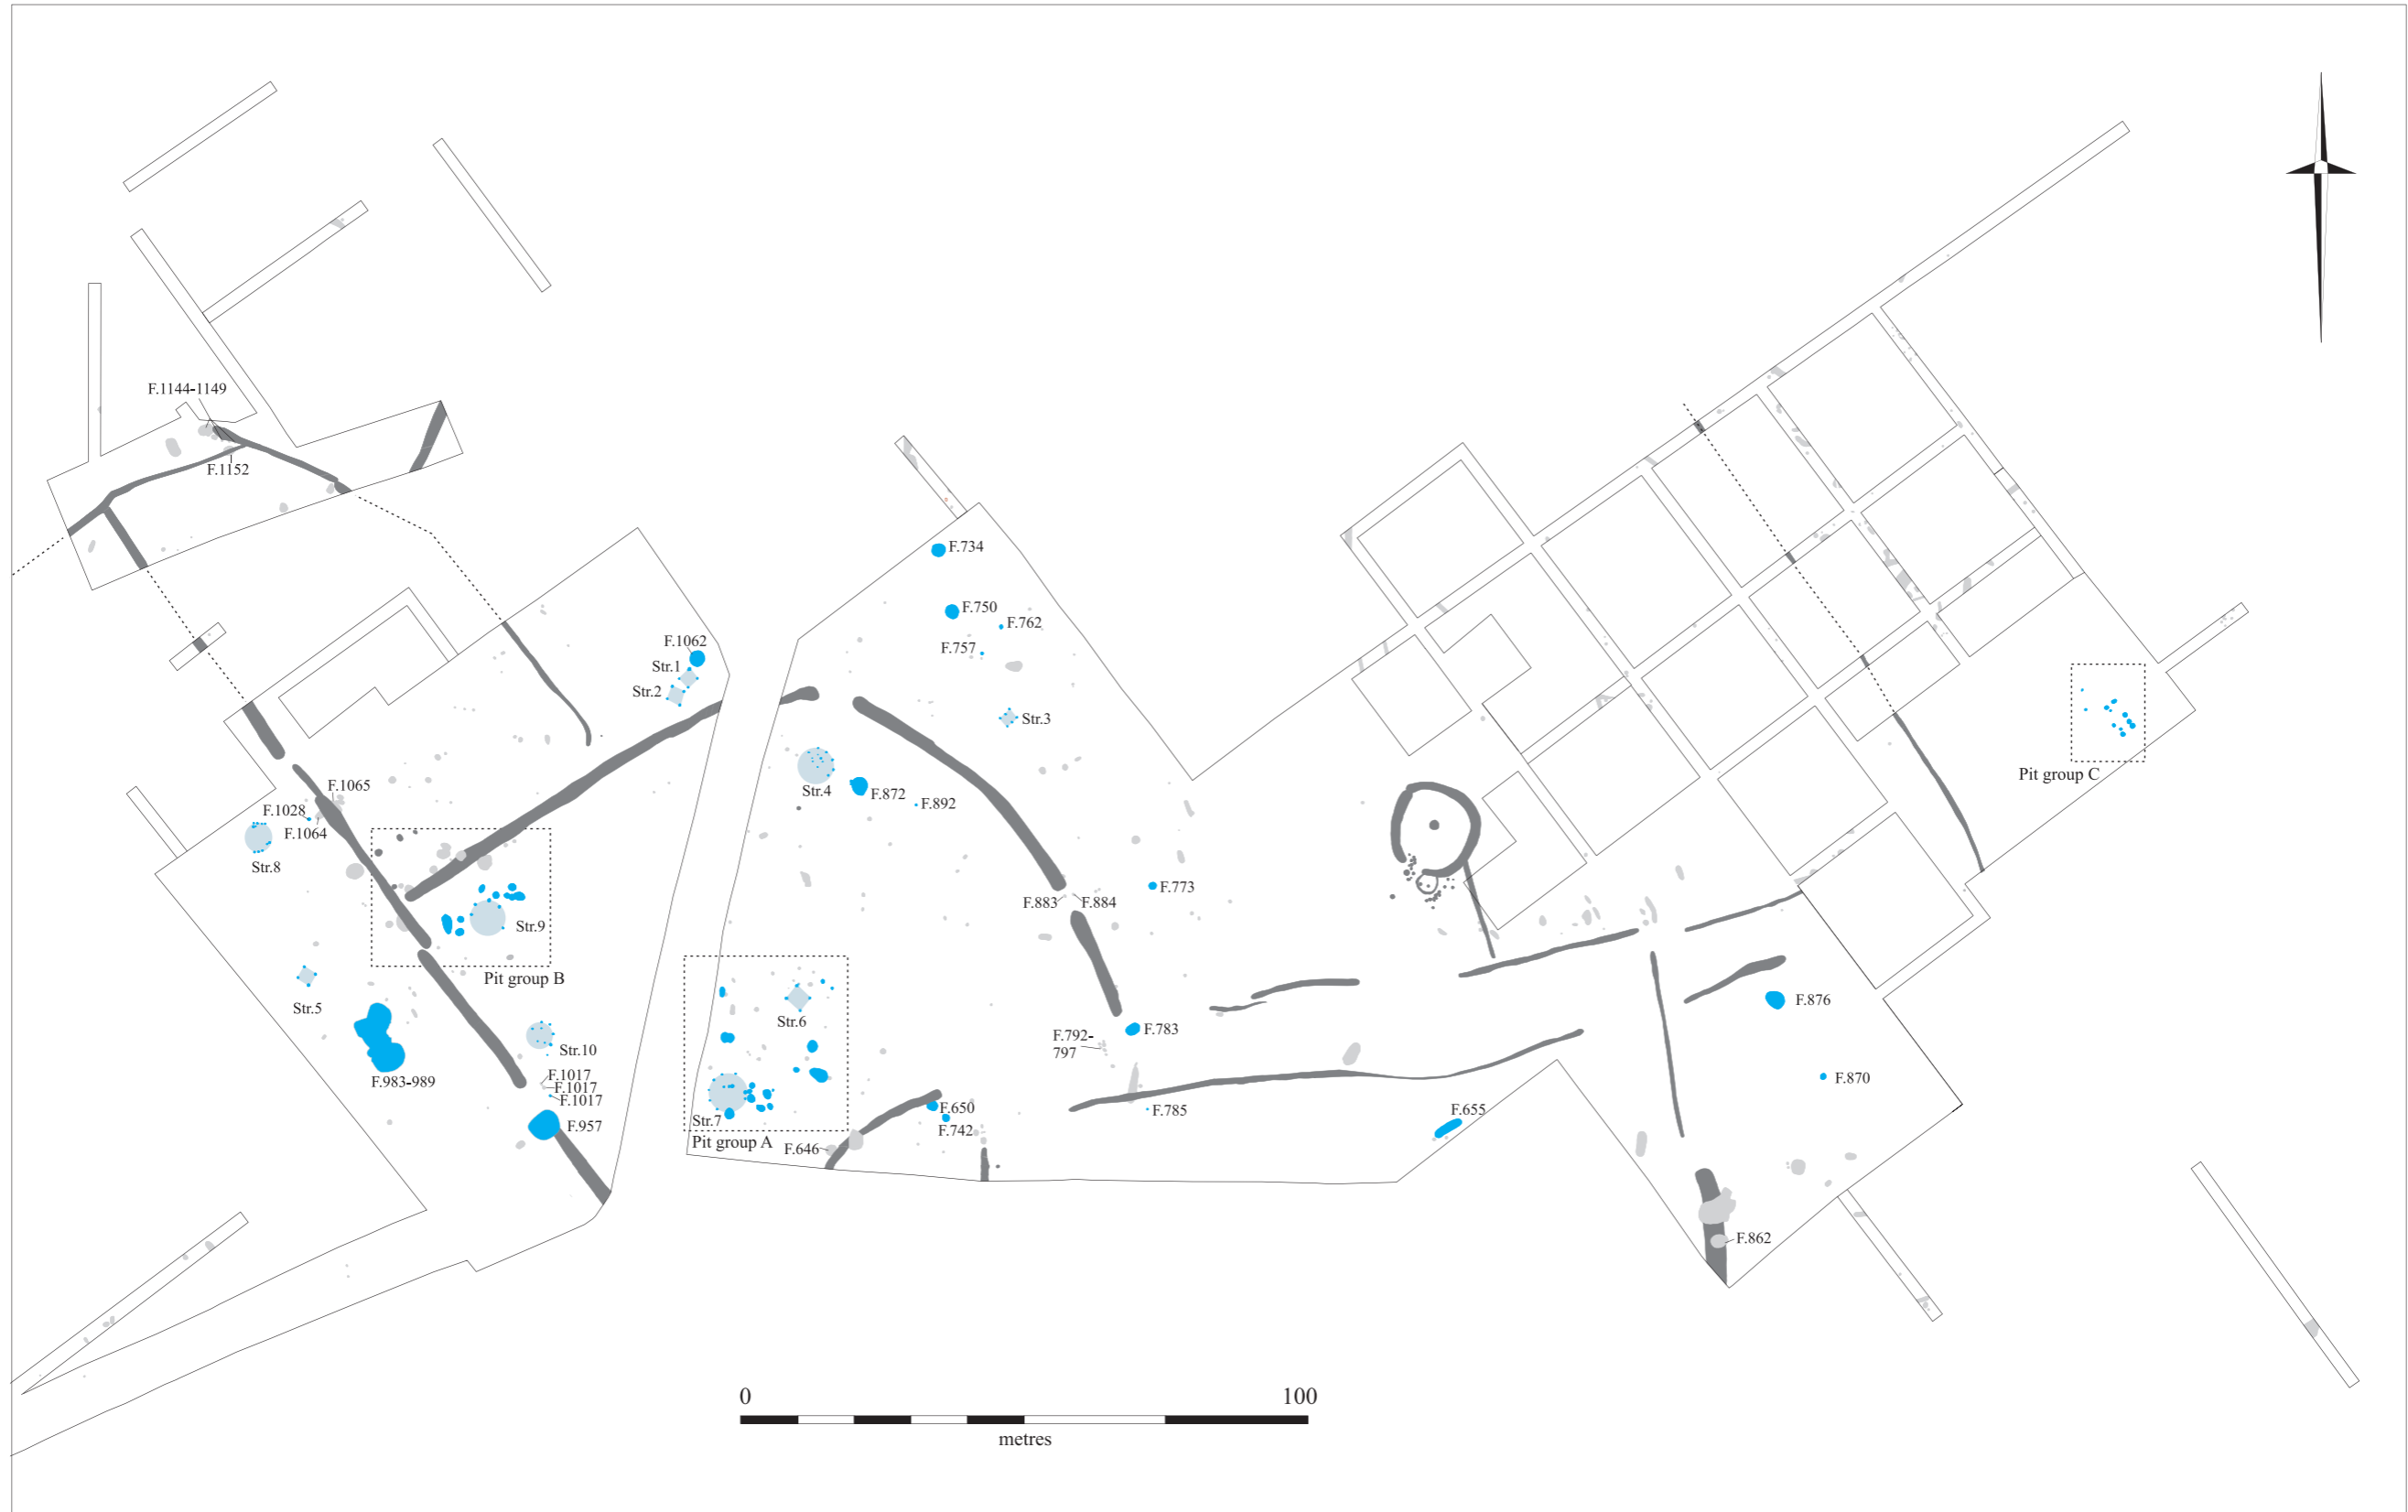 F.1144-1149
F.1152
F.734
F.750
F.762
F.757
F.1062
Str.1
Str.2
Str.3
Str.4
F.872
F.892
F.1065
F.1028
F.1064
Str.8
Pit group C
F.773
F.883
F.884
Str.9
Pit group B
Str.5
Str.6
F.876
F.783
F.792-
797
Str.10
F.983-989
F.1017
F.1017
F.1017
F.870
F.957
Str.7
Pit group A
F.650
F.742
F.785
F.655
F.646
F.862
0 100
metres